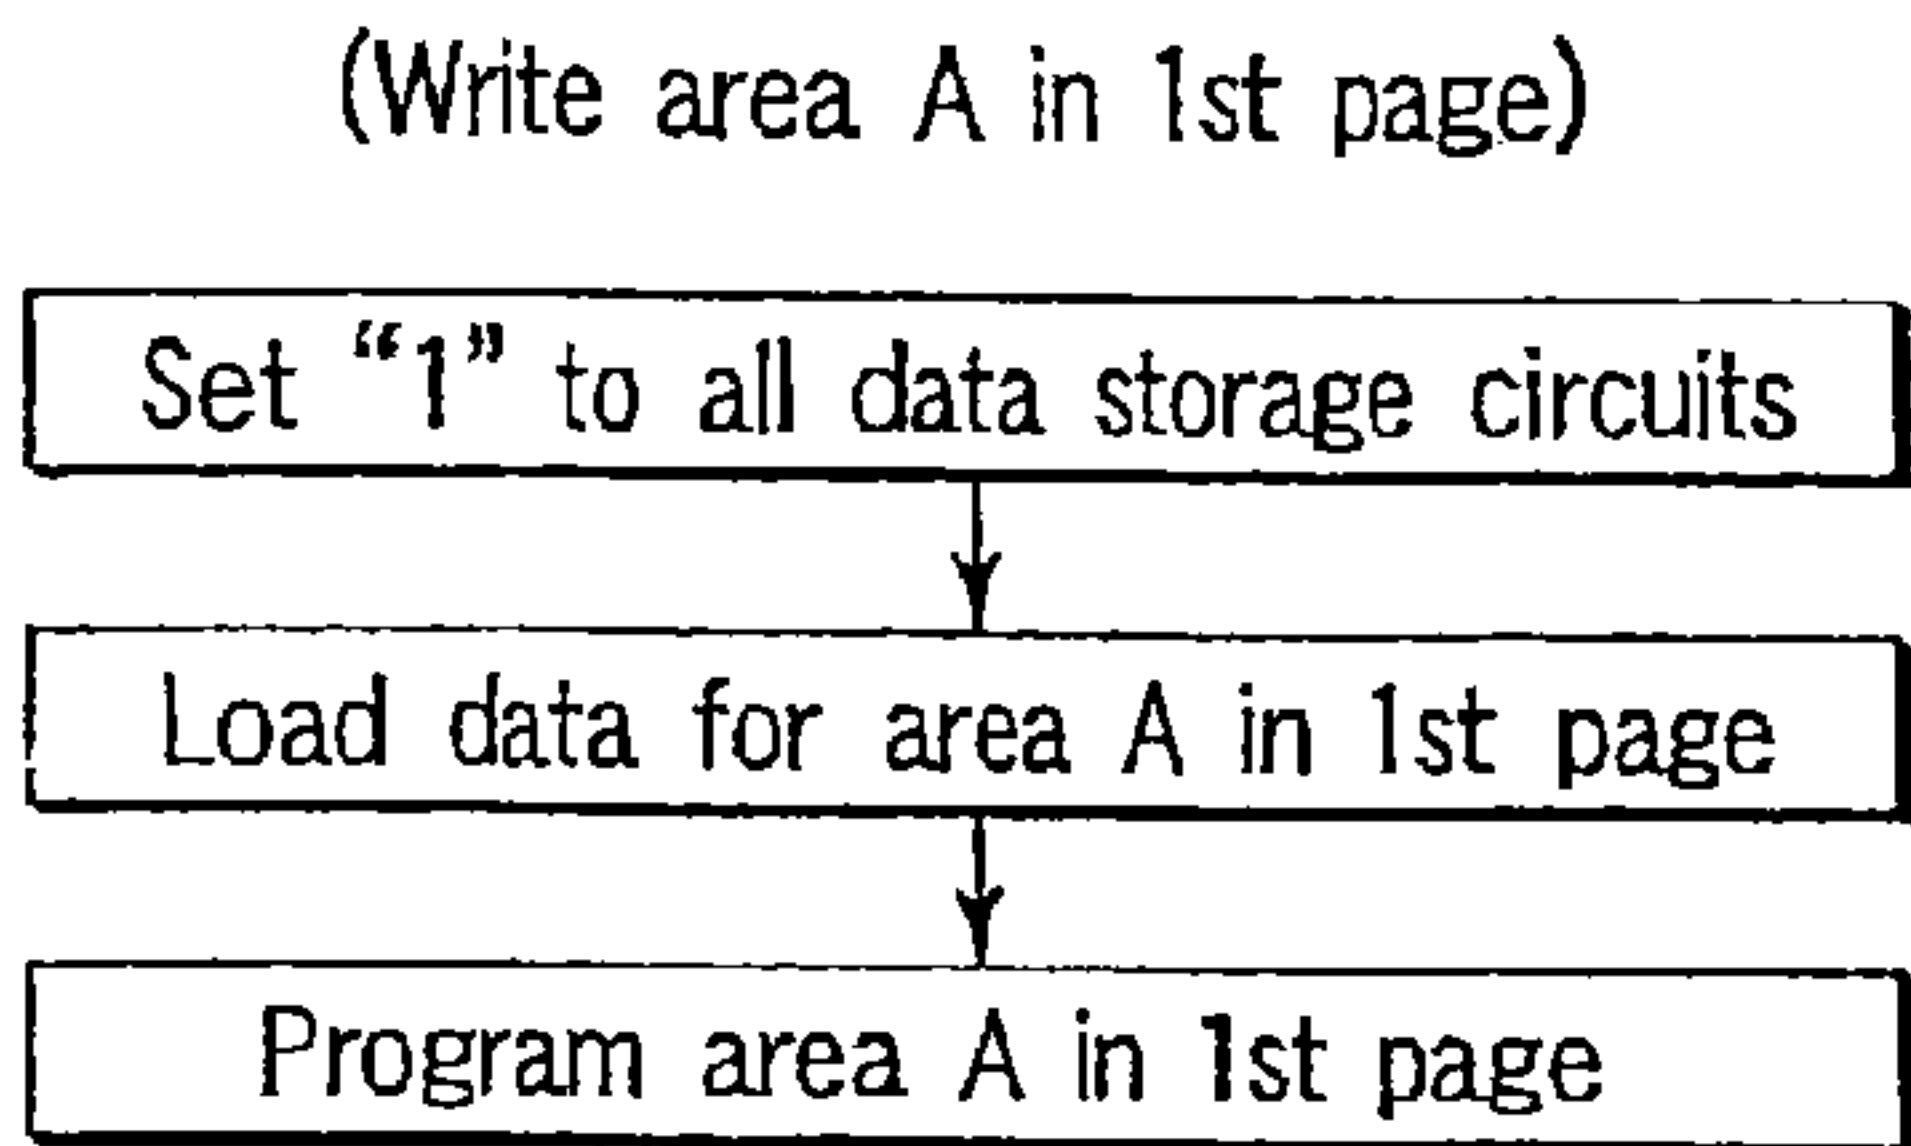 (Write area A in 1st page)
Set “1” to all data storage circuits
Load data for area A in 1st page
Program area A in 1st page